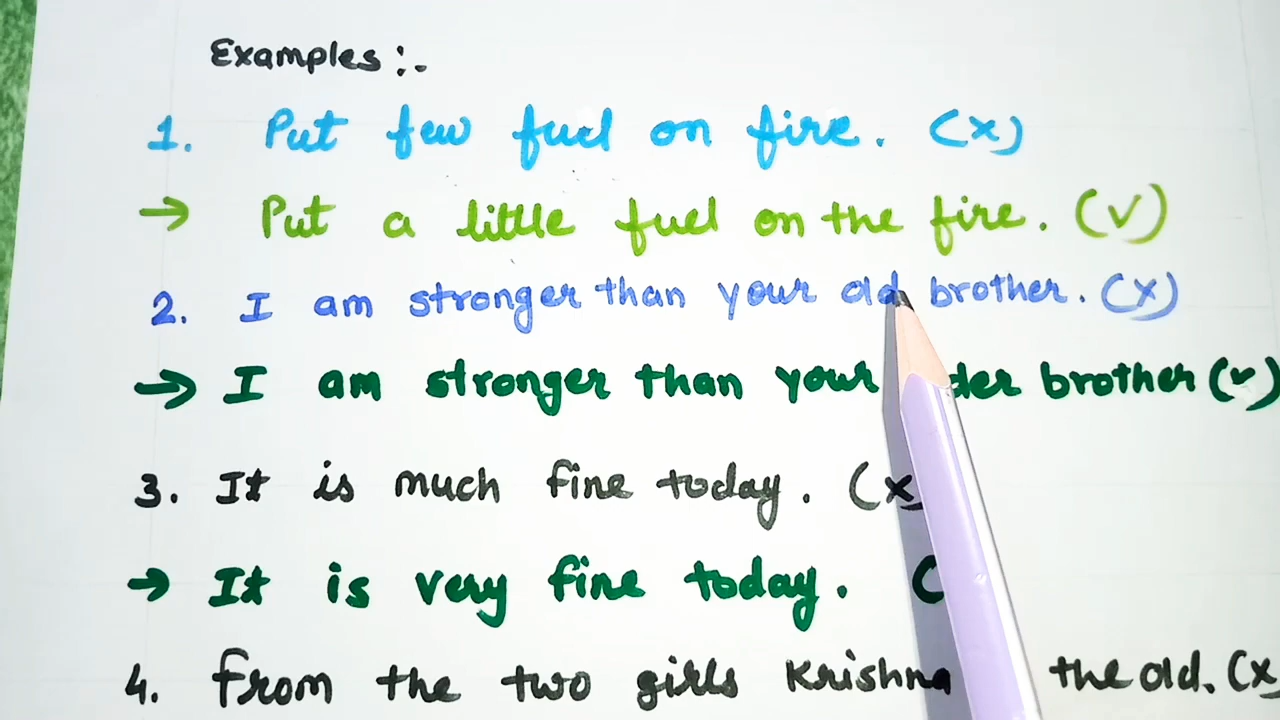 Examples :-
1. Put few fuel on fire. (x)
→ Put a little fuel on the fire. (v)
2. I am stronger than your old brother. (x)
→ I am stronger than your der brother (v)
3. It is much fine today. (x
→ It is very fine today. (
4. From the two girls Krishna the old. (x